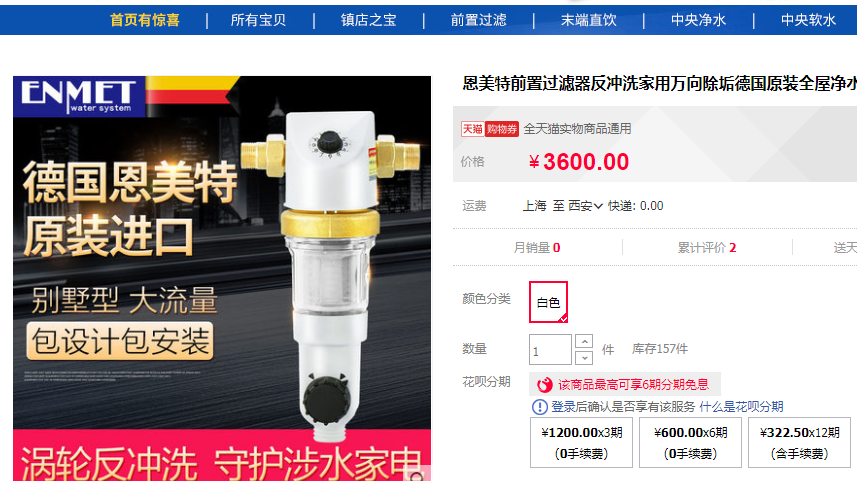 首页有惊喜 | 所有宝贝 | 镇店之宝 | 前置过滤 | 末端直饮 | 中央净水 | 中央软水
ENMET
water system
德国恩美特
原装进口
别墅型 大流量
包设计包安装
涡轮反冲洗 守护涉水家电
恩美特前置过滤器反冲洗家用万向除垢德国原装全屋净水
天猫 购物券 全天猫实物商品通用
价格 ¥3600.00
运费 上海 至 西安 快递: 0.00
月销量 0 累计评价 2 送天
颜色分类 白色
数量 1 件 库存157件
花呗分期 该商品最高可享6期分期免息
登录后确认是否享有该服务 什么是花呗分期
¥1200.00x3期 ¥600.00x6期 ¥322.50x12期
(0手续费) (0手续费) (含手续费)